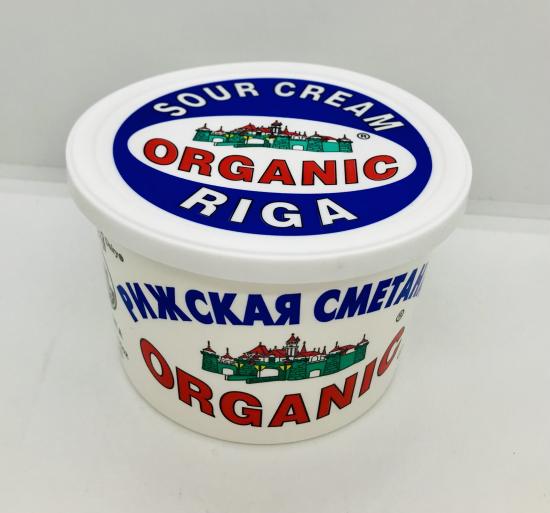 SOUR CREAM
®
ORGANIC
RIGA
РИЖСКАЯ СМЕТАН
®
ORGANIC